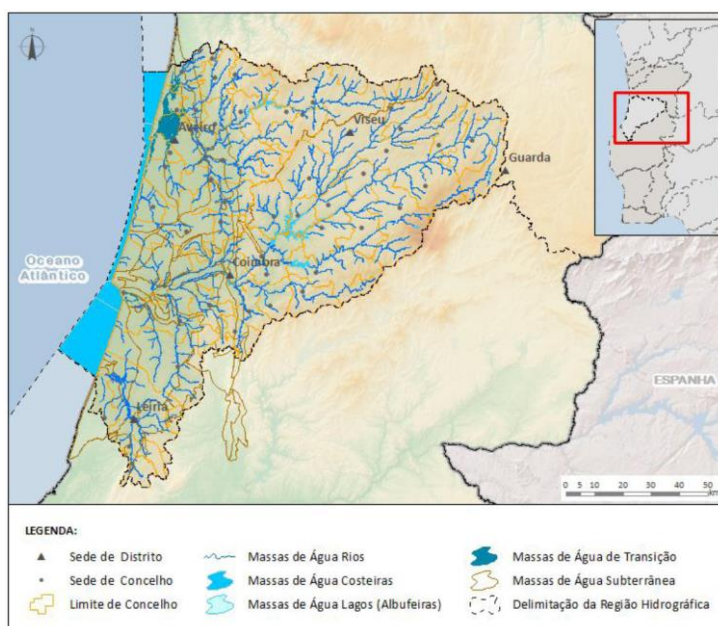 N
Aveiro
Viseu
Guarda
Oceano
Atlântico
Coimbra
Leiria
ESPANHA
0 5 10 20 30 40 50
km
LEGENDA:
Sede de Distrito
Massas de Água Rios
Massas de Água de Transição
Sede de Concelho
Massas de Água Costeiras
Massas de Água Subterrânea
Limite de Concelho
Massas de Água Lagos (Albufeiras)
Delimitação da Região Hidrográfica